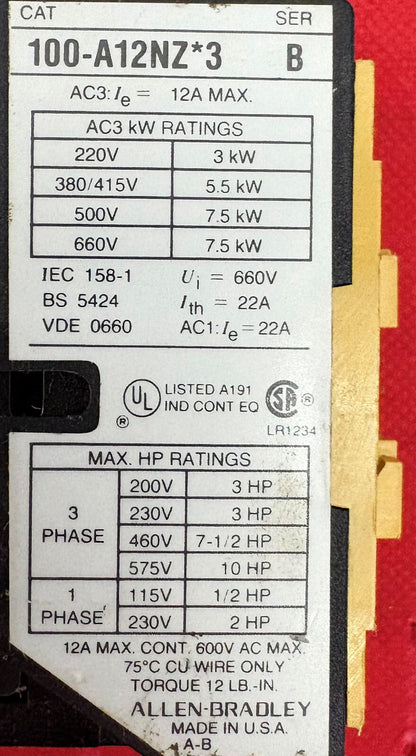 CAT SER
100-A12NZ*3 B
AC3: Ie = 12A MAX.
AC3 kW RATINGS
220V 3 kW
380/415V 5.5 kW
500V 7.5 kW
660V 7.5 kW
IEC 158-1 Ui = 660V
BS 5424 Ith = 22A
VDE 0660 AC1: Ie = 22A
UL ® LISTED A191 SA ®
IND CONT EQ
LR1234
MAX. HP RATINGS
3 PHASE 200V 3 HP
230V 3 HP
460V 7-1/2 HP
575V 10 HP
1 PHASE 115V 1/2 HP
230V 2 HP
12A MAX. CONT. 600V AC MAX.
75°C CU WIRE ONLY
TORQUE 12 LB.-IN.
ALLEN-BRADLEY
MADE IN U.S.A.
A-B